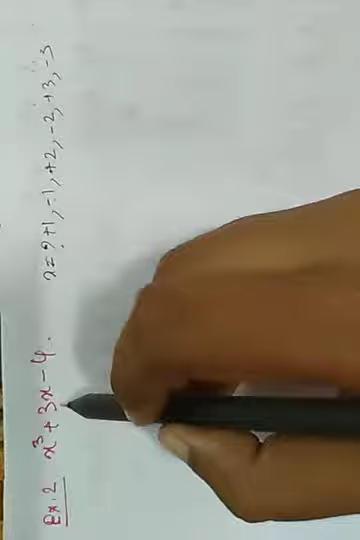 Ex. 2 x³ + 3x - 4. x = ? +1, -1, +2, -2, +3, -3